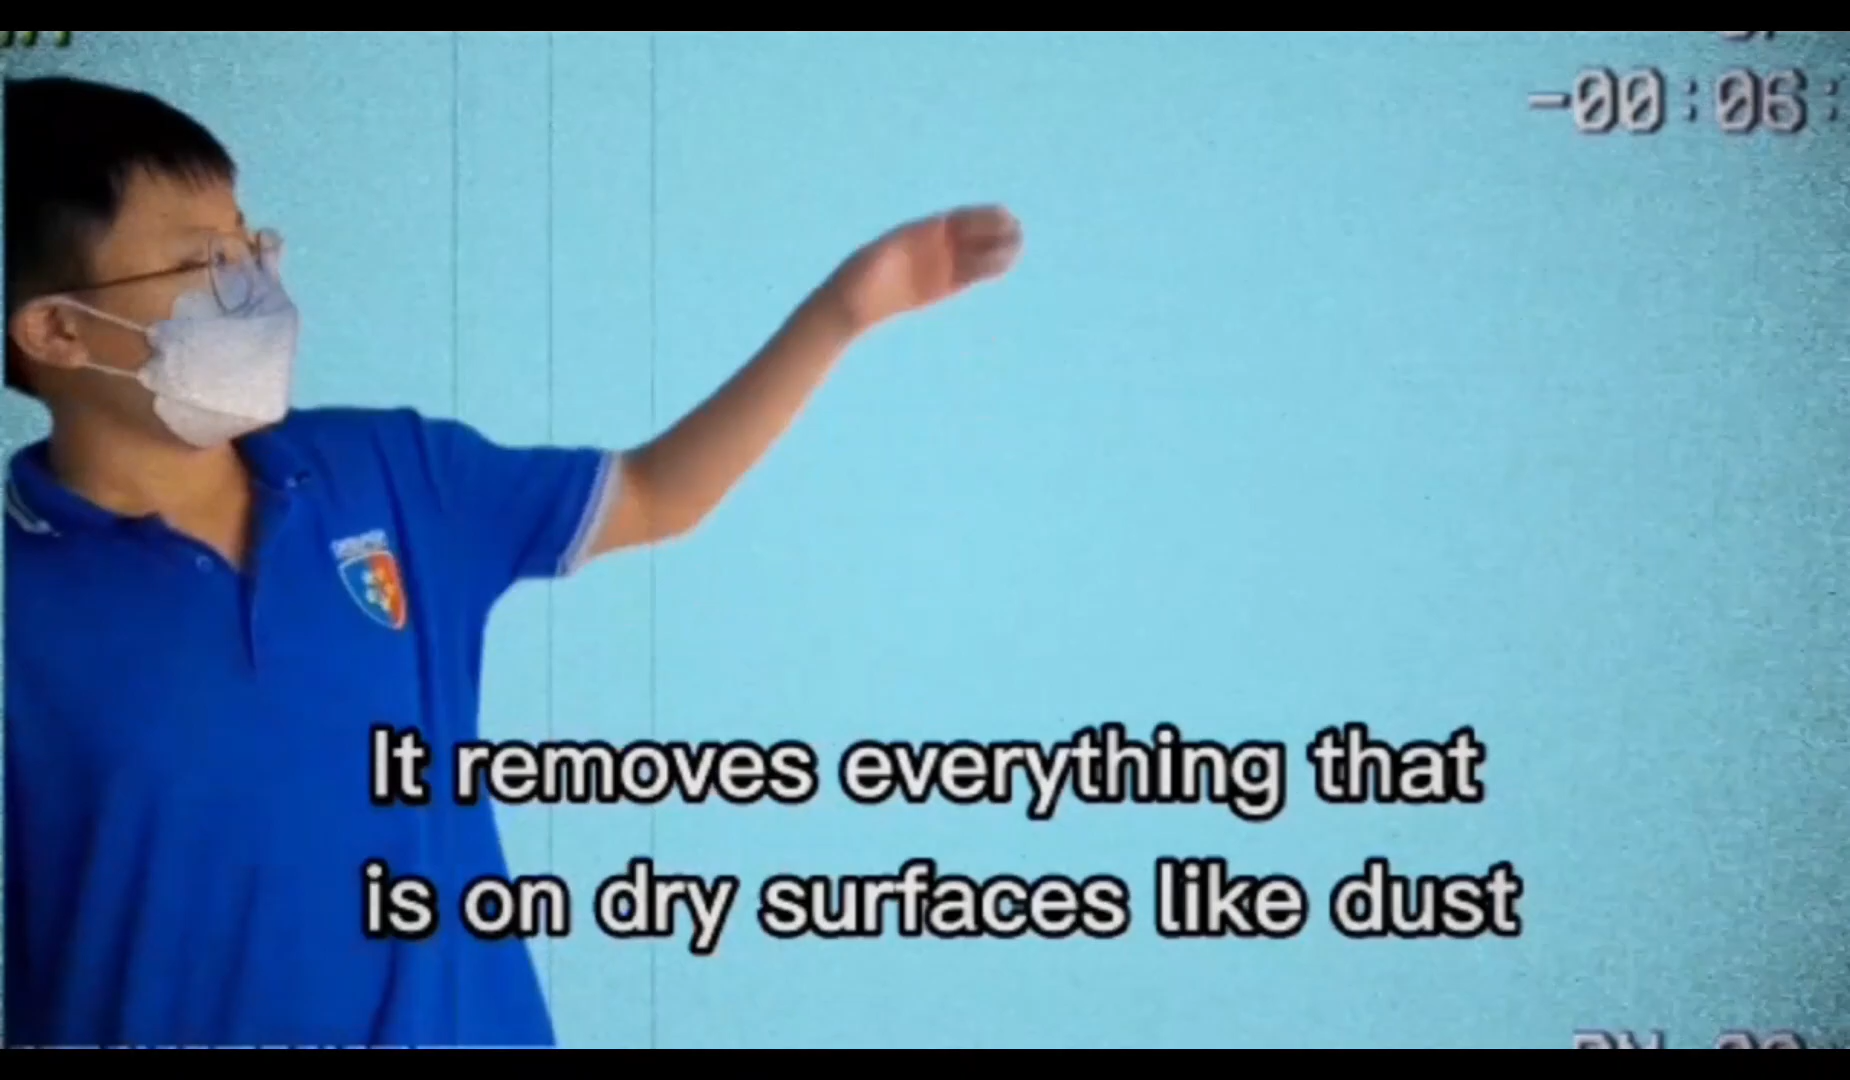 -00:06:
It removes everything that
is on dry surfaces like dust